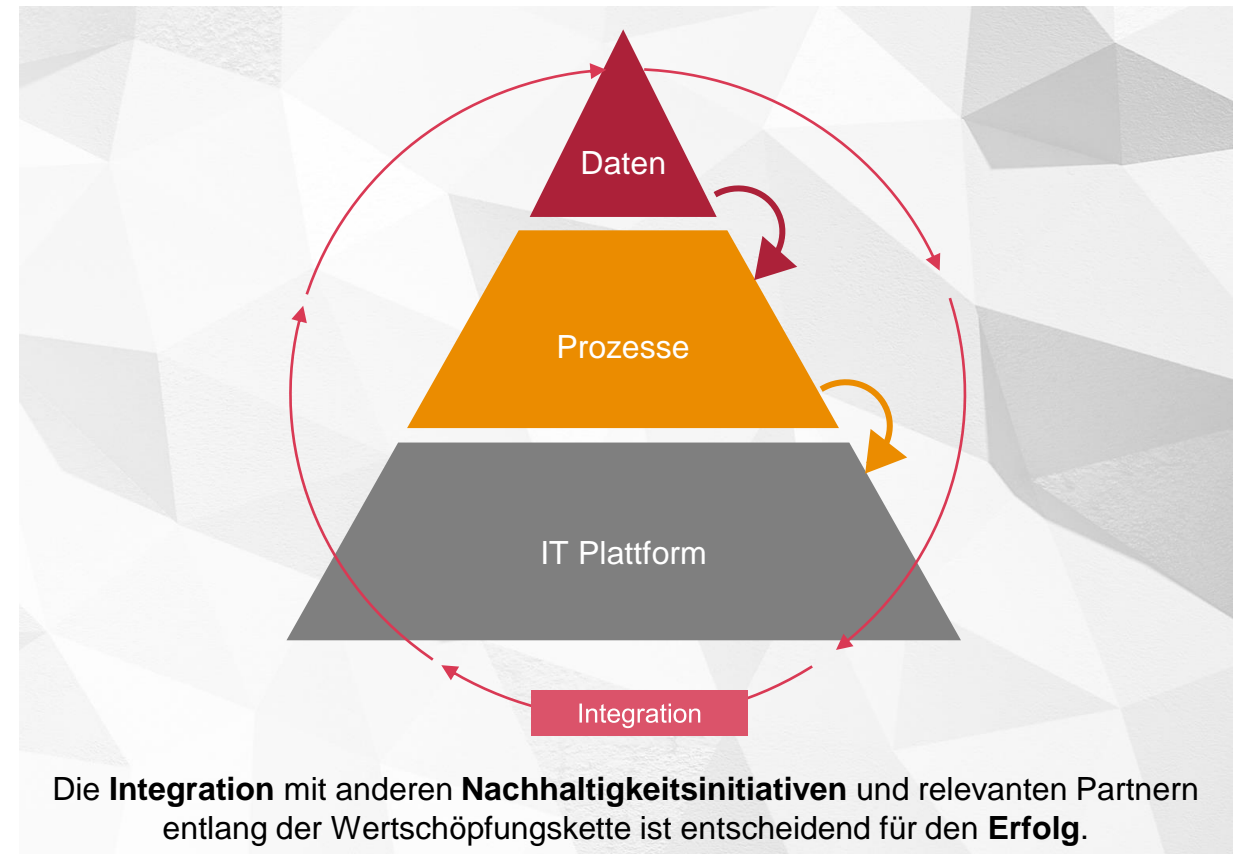 Daten
Prozesse
IT Plattform
Integration
Die Integration mit anderen Nachhaltigkeitsinitiativen und relevanten Partnern
entlang der Wertschöpfungskette ist entscheidend für den Erfolg.